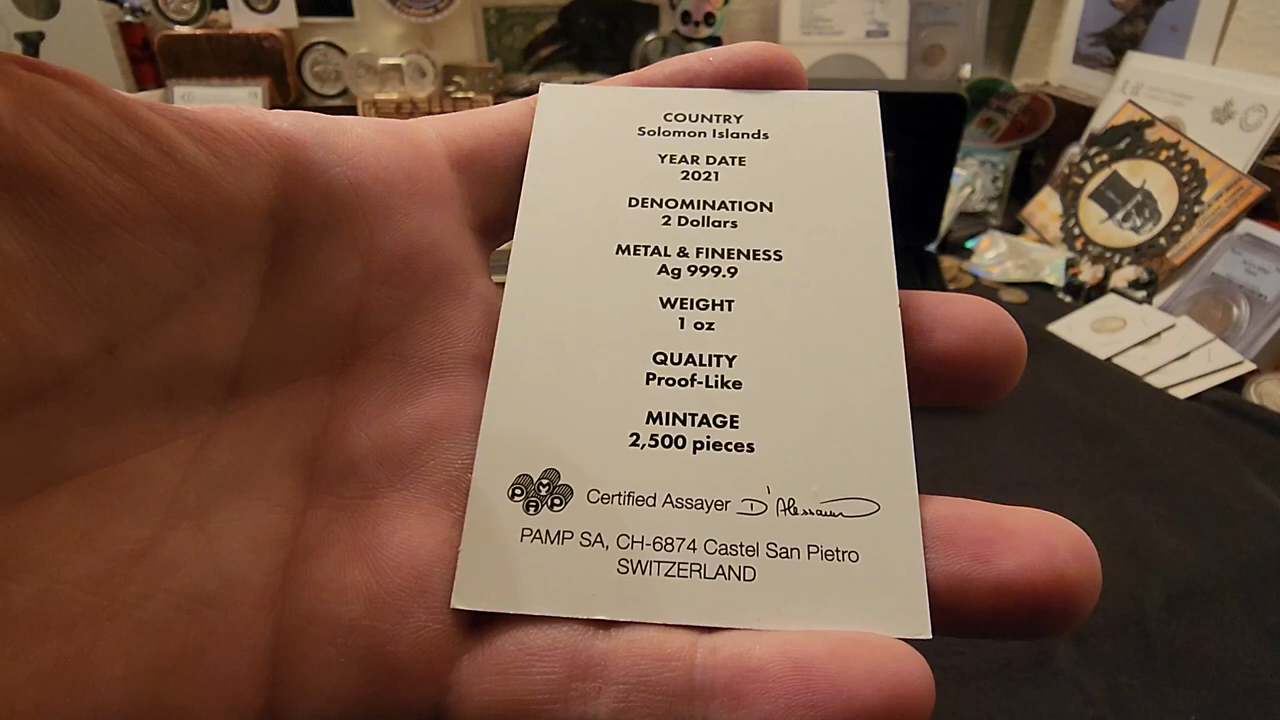 COUNTRY
Solomon Islands
YEAR DATE
2021
DENOMINATION
2 Dollars
METAL & FINENESS
Ag 999.9
WEIGHT
1 oz
QUALITY
Proof-Like
MINTAGE
2,500 pieces
PAMP Certified Assayer
PAMP SA, CH-6874 Castel San Pietro
SWITZERLAND